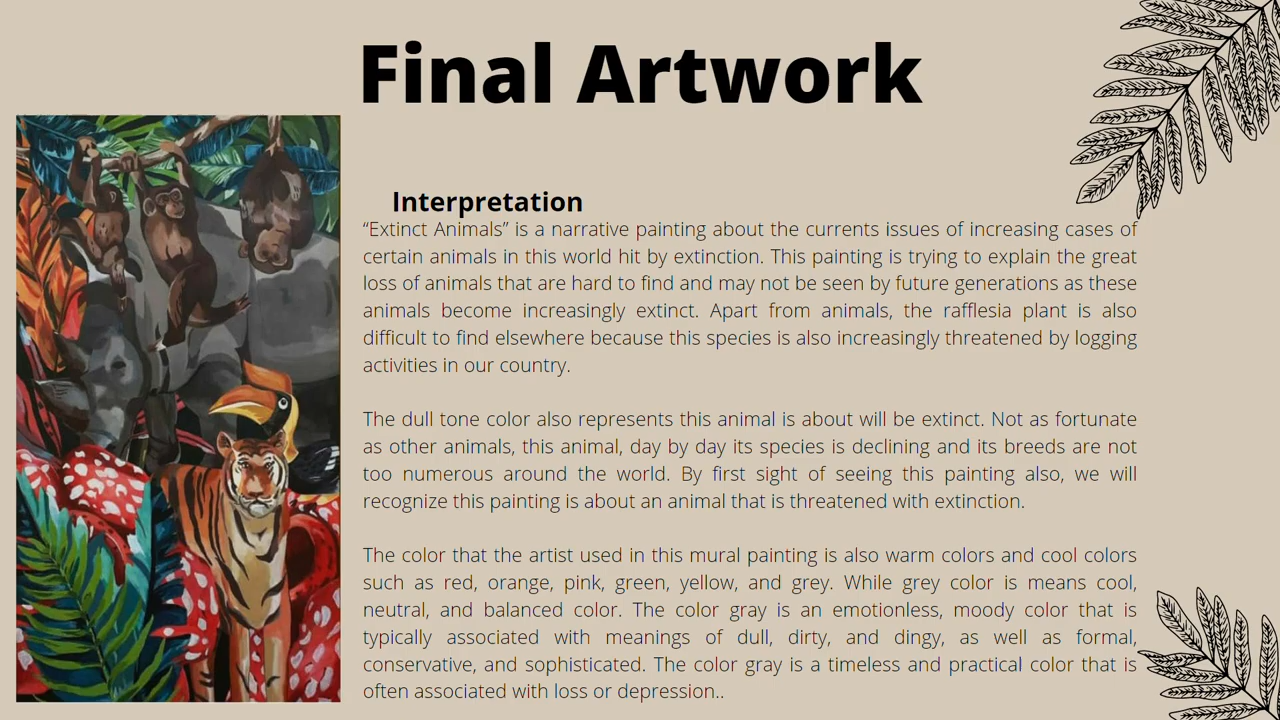 Final Artwork
Interpretation
“Extinct Animals” is a narrative painting about the currents issues of increasing cases of
certain animals in this world hit by extinction. This painting is trying to explain the great
loss of animals that are hard to find and may not be seen by future generations as these
animals become increasingly extinct. Apart from animals, the rafflesia plant is also
difficult to find elsewhere because this species is also increasingly threatened by logging
activities in our country.
The dull tone color also represents this animal is about will be extinct. Not as fortunate
as other animals, this animal, day by day its species is declining and its breeds are not
too numerous around the world. By first sight of seeing this painting also, we will
recognize this painting is about an animal that is threatened with extinction.
The color that the artist used in this mural painting is also warm colors and cool colors
such as red, orange, pink, green, yellow, and grey. While grey color is means cool,
neutral, and balanced color. The color gray is an emotionless, moody color that is
typically associated with meanings of dull, dirty, and dingy, as well as formal,
conservative, and sophisticated. The color gray is a timeless and practical color that is
often associated with loss or depression..